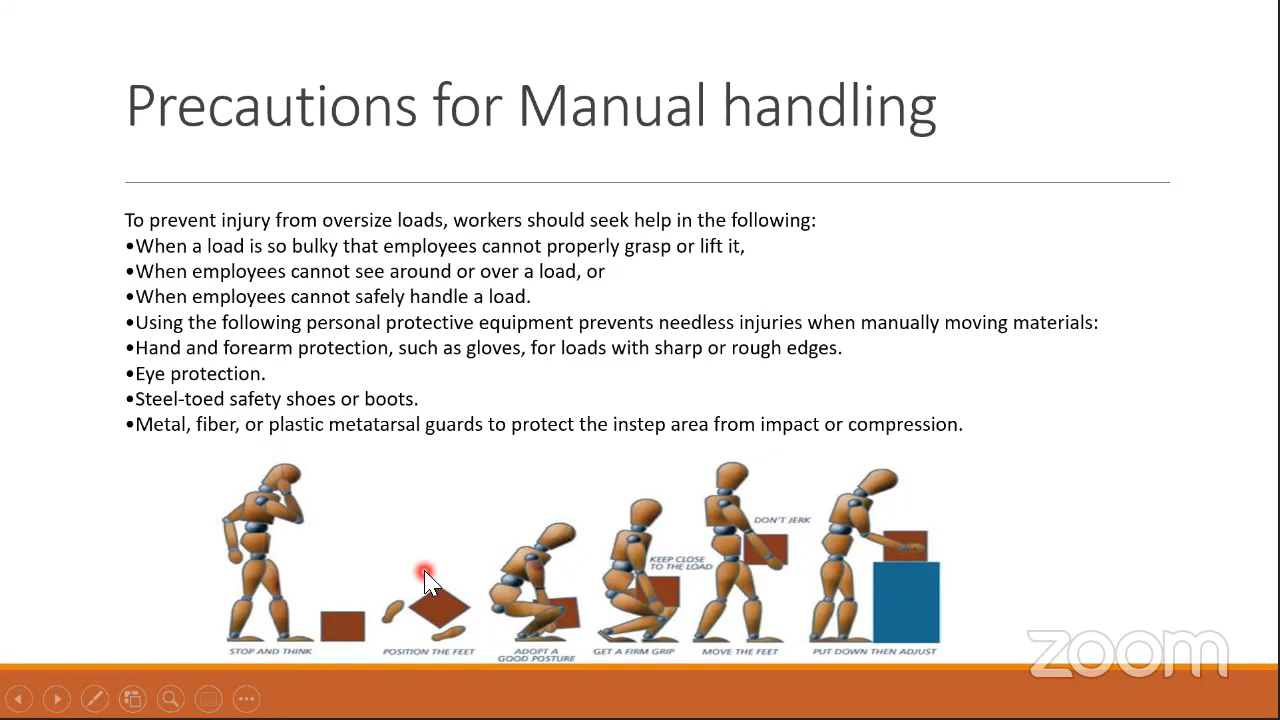 Precautions for Manual handling
To prevent injury from oversize loads, workers should seek help in the following:
•When a load is so bulky that employees cannot properly grasp or lift it,
•When employees cannot see around or over a load, or
•When employees cannot safely handle a load.
•Using the following personal protective equipment prevents needless injuries when manually moving materials:
•Hand and forearm protection, such as gloves, for loads with sharp or rough edges.
•Eye protection.
•Steel-toed safety shoes or boots.
•Metal, fiber, or plastic metatarsal guards to protect the instep area from impact or compression.
DON'T JERK
KEEP CLOSE
TO THE LOAD
STOP AND THINK
POSITION THE FEET
ADOPT A
GOOD POSTURE
GET A FIRM GRIP
MOVE THE FEET
PUT DOWN THEN ADJUST
zoom